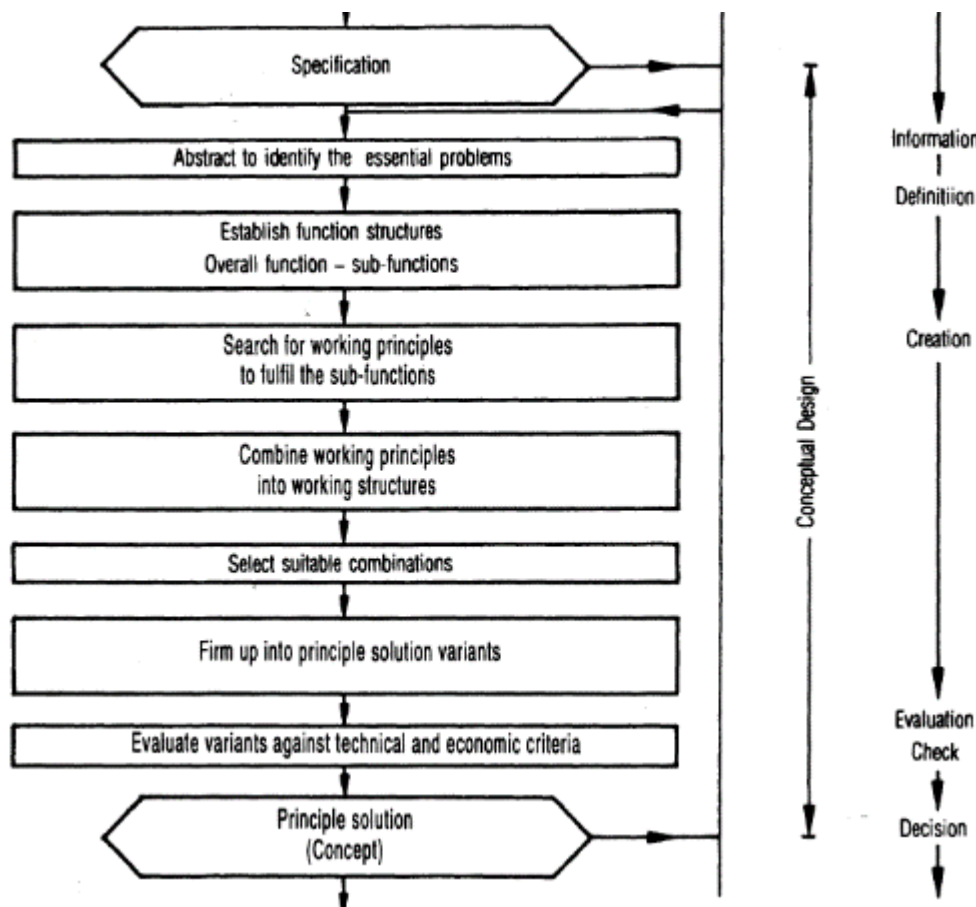 Specification
Abstract to identify the essential problems
Establish function structures
Overall function – sub-functions
Search for working principles
to fulfil the sub-functions
Combine working principles
into working structures
Select suitable combinations
Firm up into principle solution variants
Evaluate variants against technical and economic criteria
Principle solution
(Concept)
Conceptual Design
Information
Definitiion
Creation
Evaluation
Check
Decision